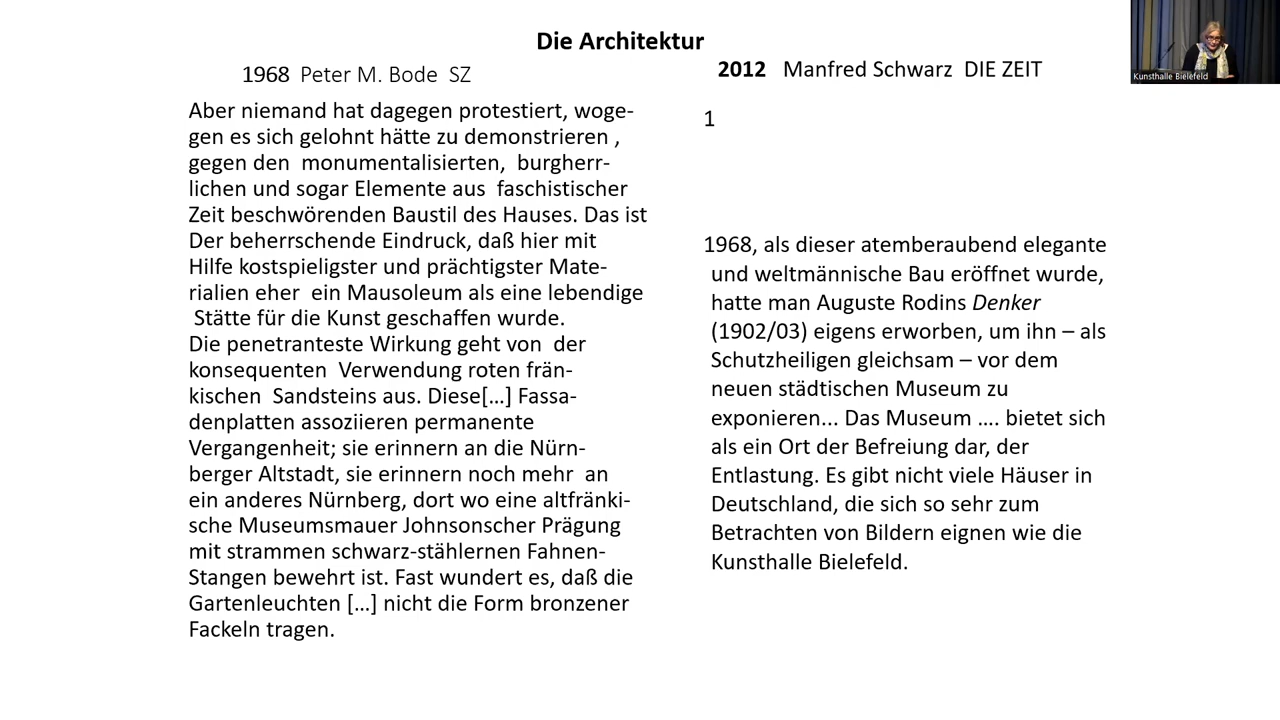 Die Architektur
1968 Peter M. Bode SZ
Aber niemand hat dagegen protestiert, woge-
gen es sich gelohnt hätte zu demonstrieren ,
gegen den monumentalisierten, burgherr-
lichen und sogar Elemente aus faschistischer
Zeit beschwörenden Baustil des Hauses. Das ist
Der beherrschende Eindruck, daß hier mit
Hilfe kostspieligster und prächtigster Mate-
rialien eher ein Mausoleum als eine lebendige
Stätte für die Kunst geschaffen wurde.
Die penetranteste Wirkung geht von der
konsequenten Verwendung roten frän-
kischen Sandsteins aus. Diese[…] Fassa-
denplatten assoziieren permanente
Vergangenheit; sie erinnern an die Nürn-
berger Altstadt, sie erinnern noch mehr an
ein anderes Nürnberg, dort wo eine altfränki-
sche Museumsmauer Johnsonscher Prägung
mit strammen schwarz-stählernen Fahnen-
Stangen bewehrt ist. Fast wundert es, daß die
Gartenleuchten […] nicht die Form bronzener
Fackeln tragen.
2012 Manfred Schwarz DIE ZEIT
1
1968, als dieser atemberaubend elegante
und weltmännische Bau eröffnet wurde,
hatte man Auguste Rodins Denker
(1902/03) eigens erworben, um ihn – als
Schutzheiligen gleichsam – vor dem
neuen städtischen Museum zu
exponieren... Das Museum …. bietet sich
als ein Ort der Befreiung dar, der
Entlastung. Es gibt nicht viele Häuser in
Deutschland, die sich so sehr zum
Betrachten von Bildern eignen wie die
Kunsthalle Bielefeld.
Kunsthalle Bielefeld